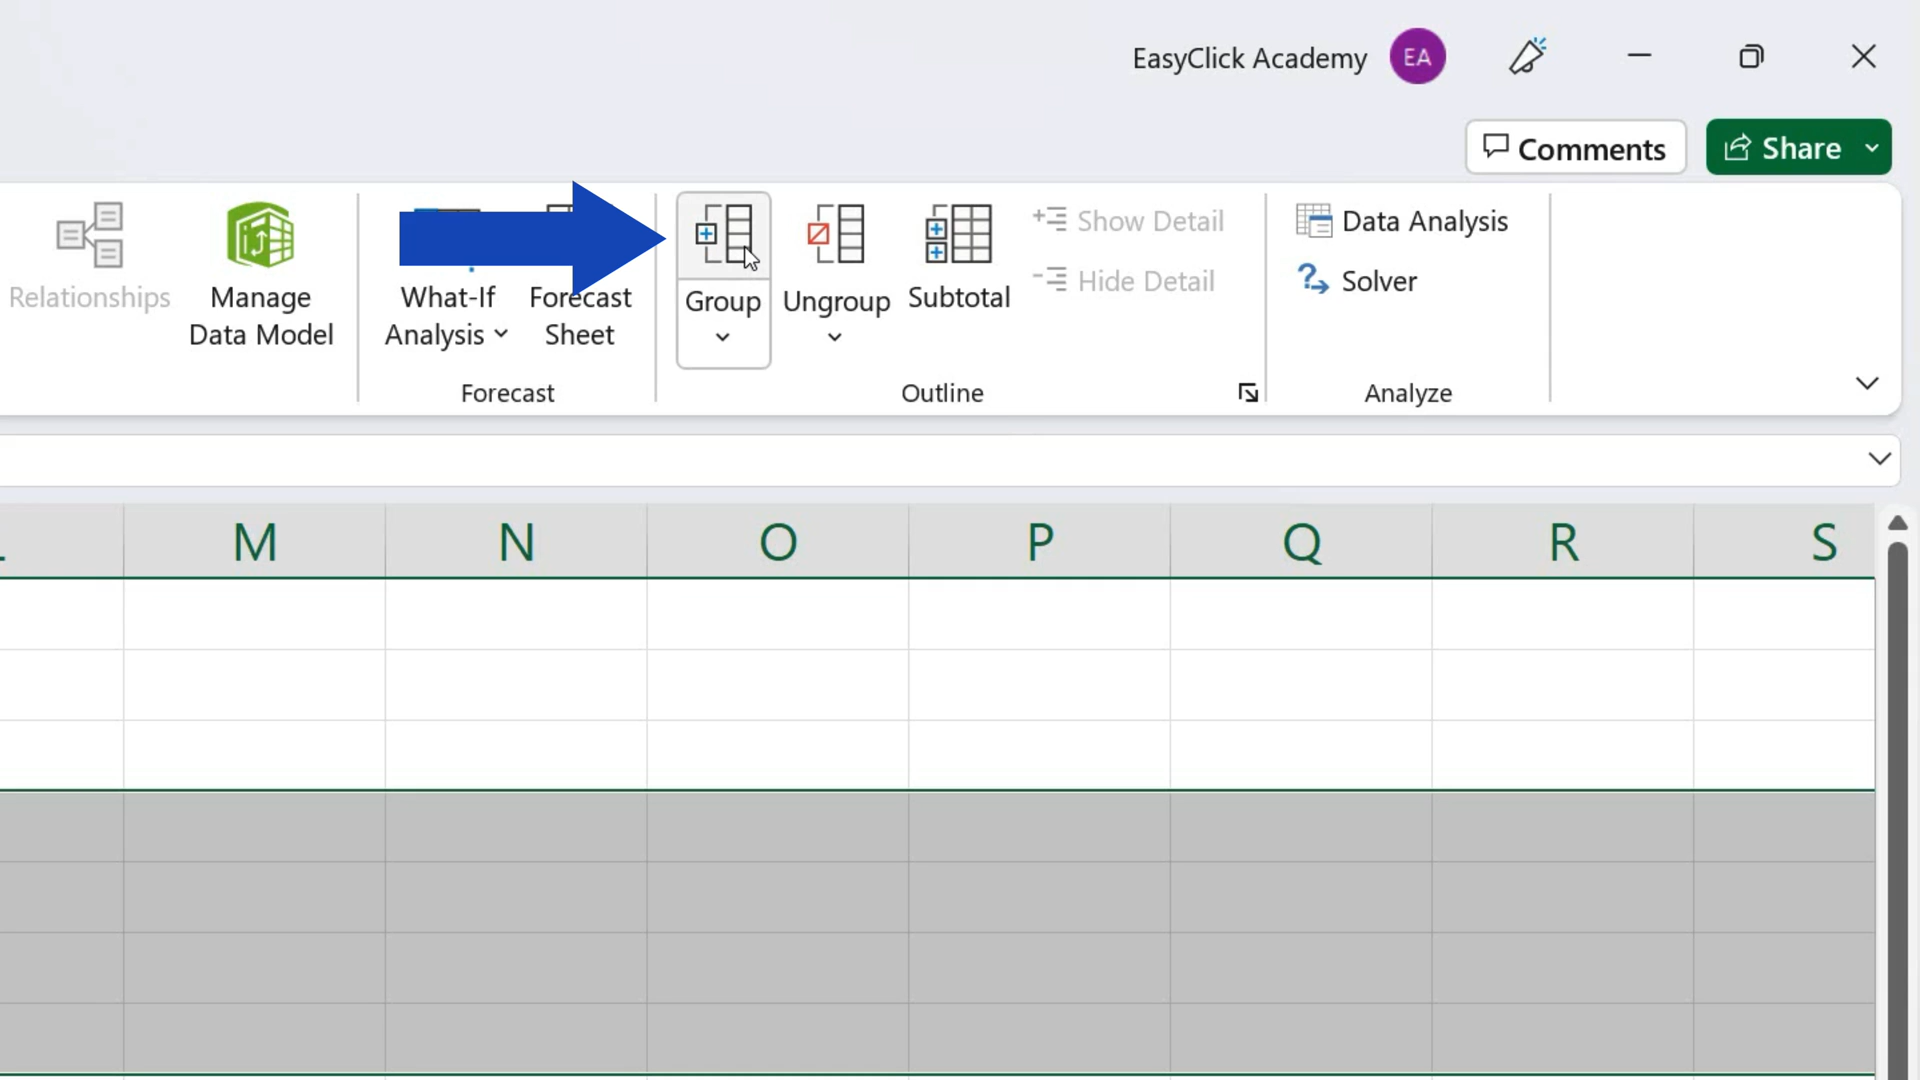 EasyClick Academy EA
Comments Share
Relationships
Manage
Data Model
What-If
Analysis
Forecast
Sheet
Forecast
Group
Ungroup
Subtotal
Show Detail
Hide Detail
Outline
Data Analysis
Solver
Analyze
M N O P Q R S